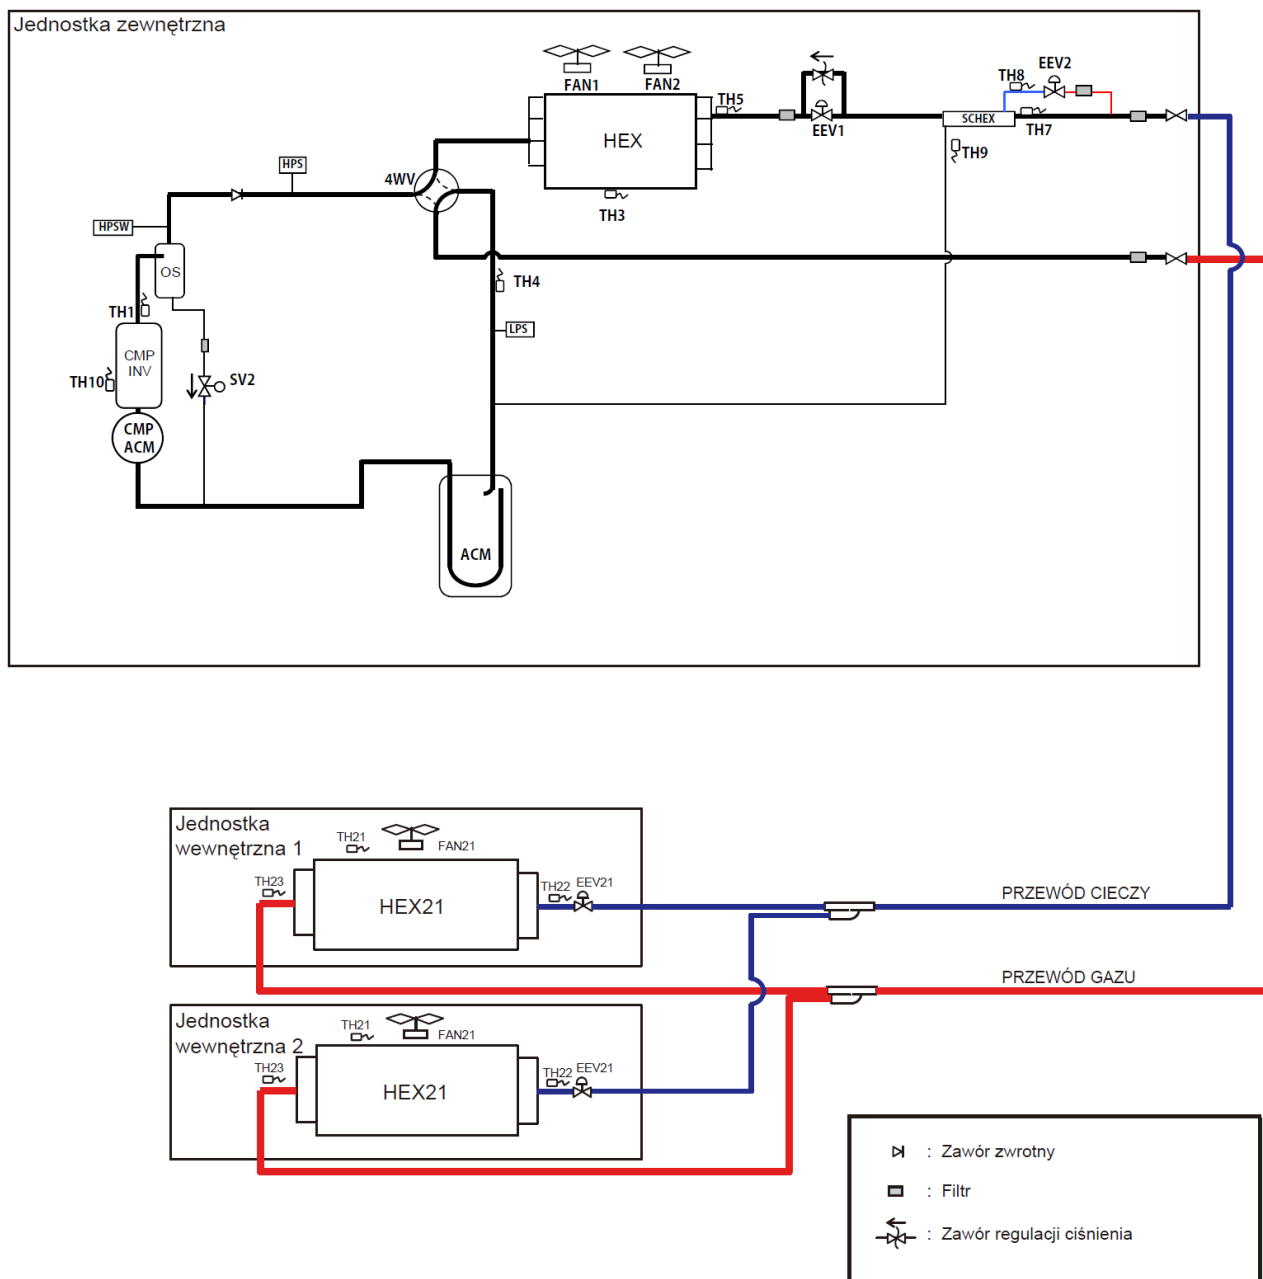 Jednostka zewnętrzna
FAN1
FAN2
TH8
EEV2
TH5
EEV1
SCHEX
TH7
HEX
TH9
HPS
4WV
TH3
HPSW
OS
TH4
TH1
LPS
CMP
INV
TH10
SV2
CMP
ACM
ACM
Jednostka
wewnętrzna 1
TH21
FAN21
TH23
TH22
EEV21
HEX21
PRZEWÓD CIECZY
PRZEWÓD GAZU
Jednostka
wewnętrzna 2
TH21
FAN21
TH23
TH22
EEV21
HEX21
: Zawór zwrotny
: Filtr
: Zawór regulacji ciśnienia